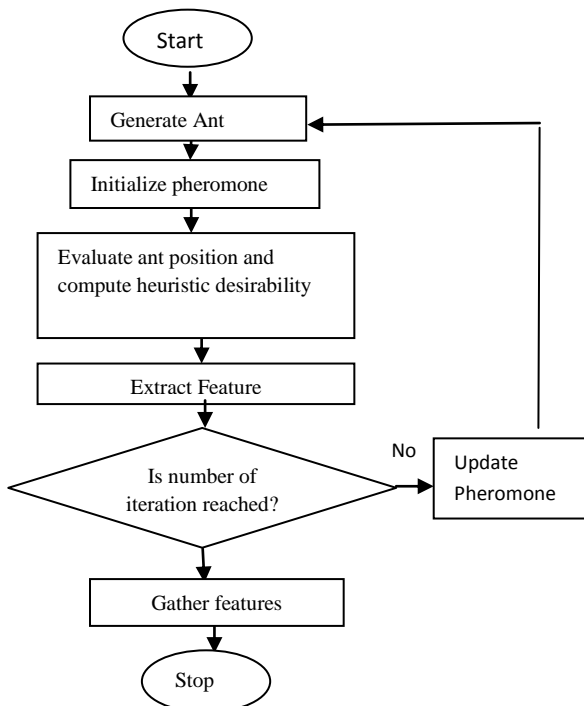 Start
Generate Ant
Initialize pheromone
Evaluate ant position and
compute heuristic desirability
Extract Feature
Is number of
iteration reached?
No
Update
Pheromone
Gather features
Stop